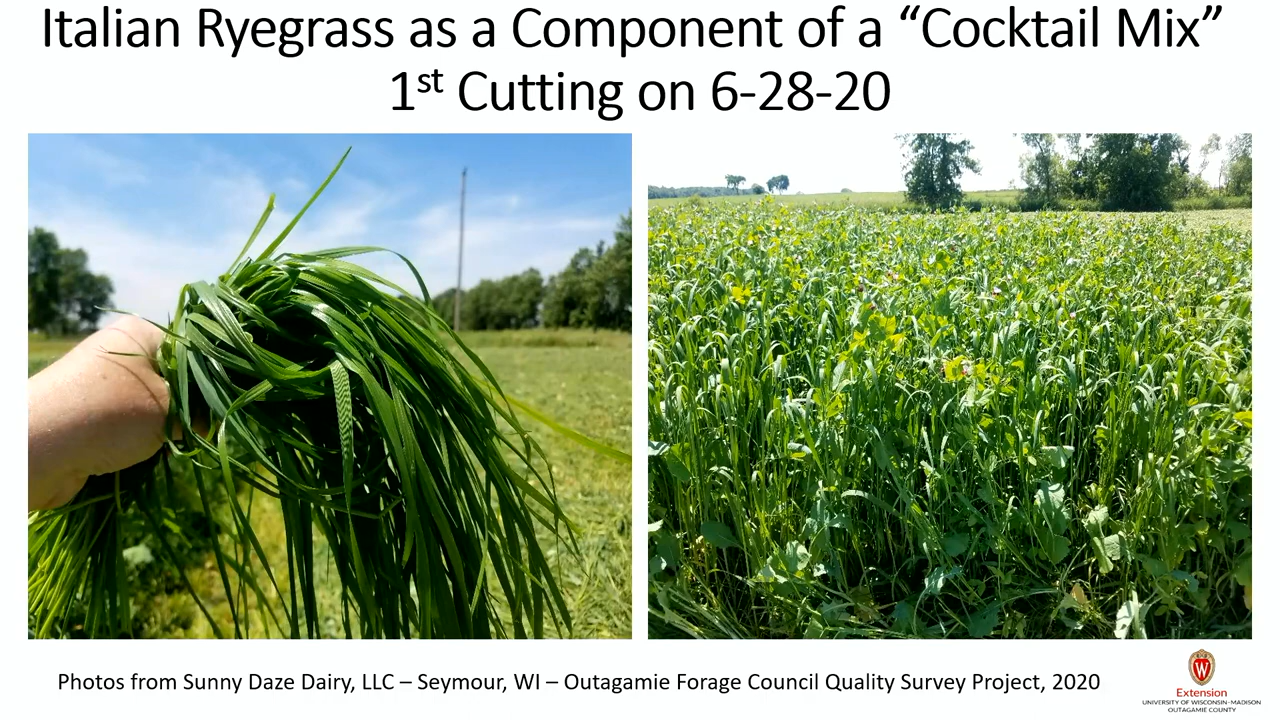 Italian Ryegrass as a Component of a “Cocktail Mix”
1st Cutting on 6-28-20
Photos from Sunny Daze Dairy, LLC – Seymour, WI – Outagamie Forage Council Quality Survey Project, 2020
W
Extension
UNIVERSITY OF WISCONSIN–MADISON
OUTAGAMIE COUNTY